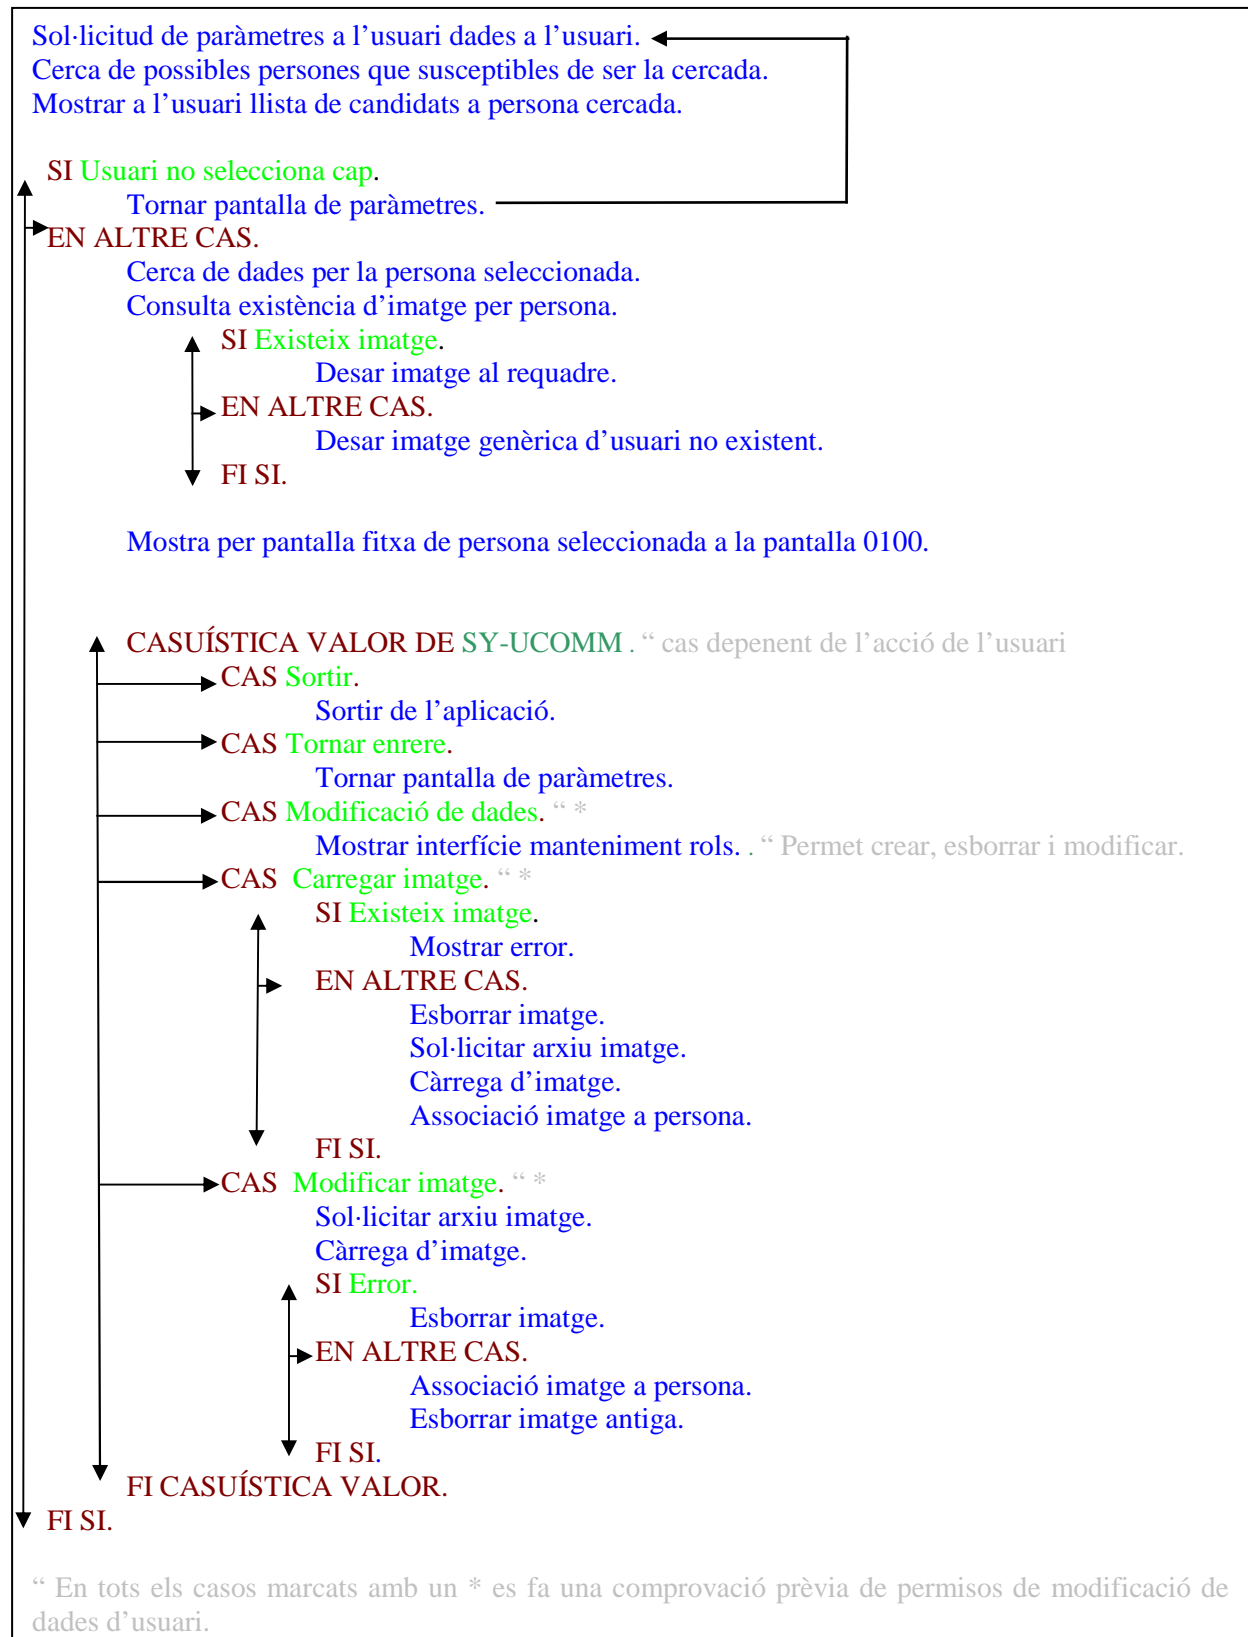 Sol·licitud de paràmetres a l’usuari dades a l’usuari.
Cerca de possibles persones que susceptibles de ser la cercada.
Mostrar a l’usuari llista de candidats a persona cercada.
SI Usuari no selecciona cap.
Tornar pantalla de paràmetres.
EN ALTRE CAS.
Cerca de dades per la persona seleccionada.
Consulta existència d’imatge per persona.
SI Existeix imatge.
Desar imatge al requadre.
EN ALTRE CAS.
Desar imatge genèrica d’usuari no existent.
FI SI.
Mostra per pantalla fitxa de persona seleccionada a la pantalla 0100.
CASUÍSTICA VALOR DE SY-UCOMM . “ cas depenent de l’acció de l’usuari
CAS Sortir.
Sortir de l’aplicació.
CAS Tornar enrere.
Tornar pantalla de paràmetres.
CAS Modificació de dades. “ *
Mostrar interfície manteniment rols. . “ Permet crear, esborrar i modificar.
CAS Carregar imatge. “ *
SI Existeix imatge.
Mostrar error.
EN ALTRE CAS.
Esborrar imatge.
Sol·licitar arxiu imatge.
Càrrega d’imatge.
Associació imatge a persona.
FI SI.
CAS Modificar imatge. “ *
Sol·licitar arxiu imatge.
Càrrega d’imatge.
SI Error.
Esborrar imatge.
EN ALTRE CAS.
Associació imatge a persona.
Esborrar imatge antiga.
FI SI.
FI CASUÍSTICA VALOR.
FI SI.
“ En tots els casos marcats amb un * es fa una comprovació prèvia de permisos de modificació de
dades d’usuari.